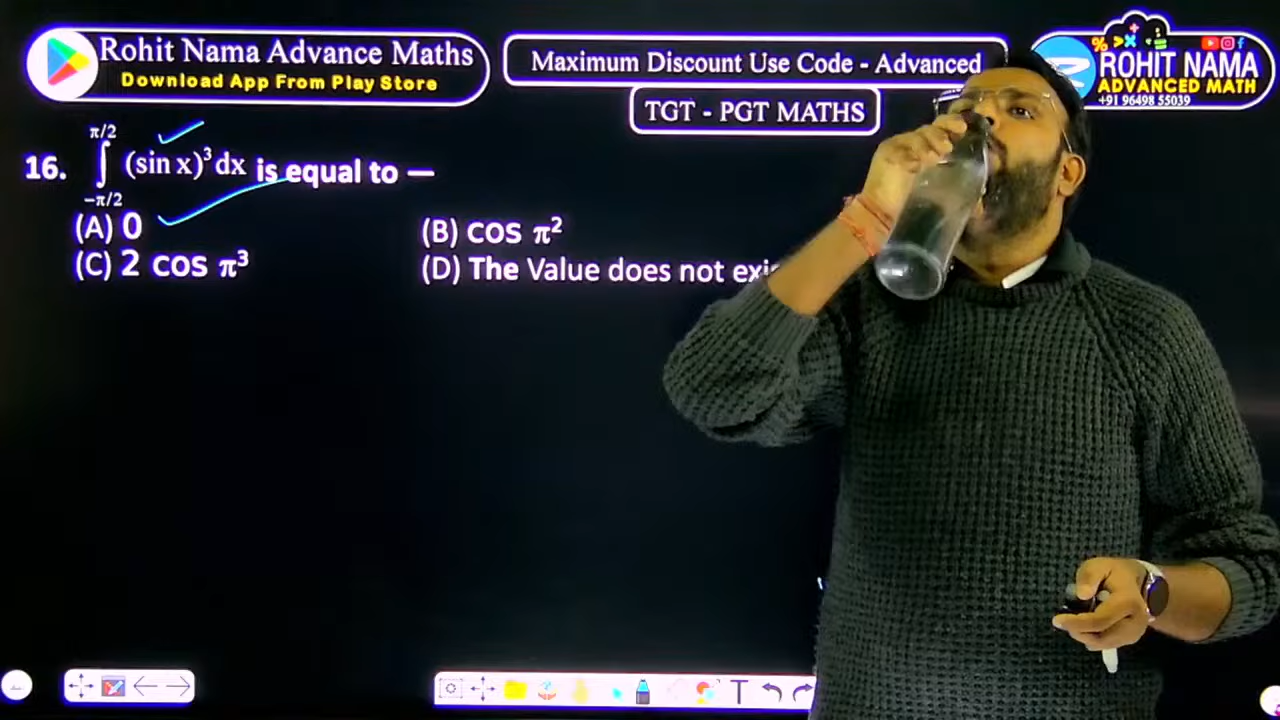 Rohit Nama Advance Maths
Download App From Play Store
Maximum Discount Use Code - Advanced
TGT - PGT MATHS
ROHIT NAMA
ADVANCED MATH
+91 96498 55039
16. ∫_{-π/2}^{π/2} (sin x)³ dx is equal to —
(A) 0 (B) cos π²
(C) 2 cos π³ (D) The Value does not exis
T